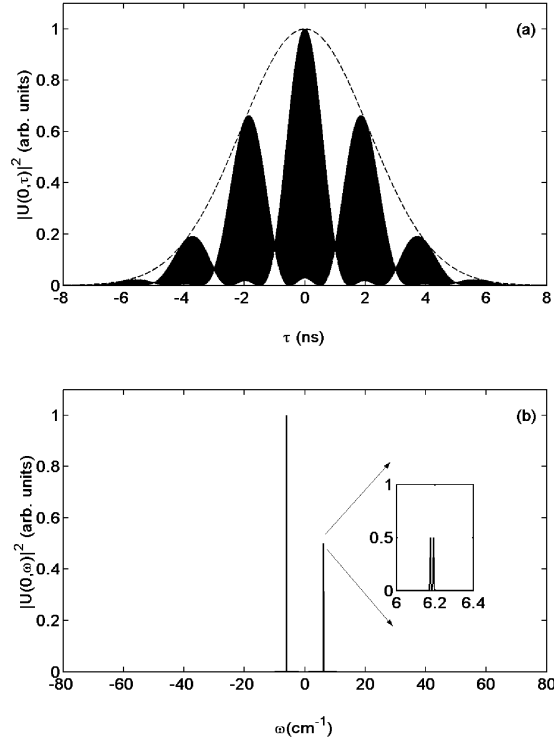 (a)
|U(0,τ)|² (arb. units)
1
0.8
0.6
0.4
0.2
0
-8 -6 -4 -2 0 2 4 6 8
τ (ns)
(b)
|U(0,ω)|² (arb. units)
1
0.8
0.6
0.4
0.2
0
1
0.5
0
6 6.2 6.4
-80 -60 -40 -20 0 20 40 60 80
ω(cm⁻¹)